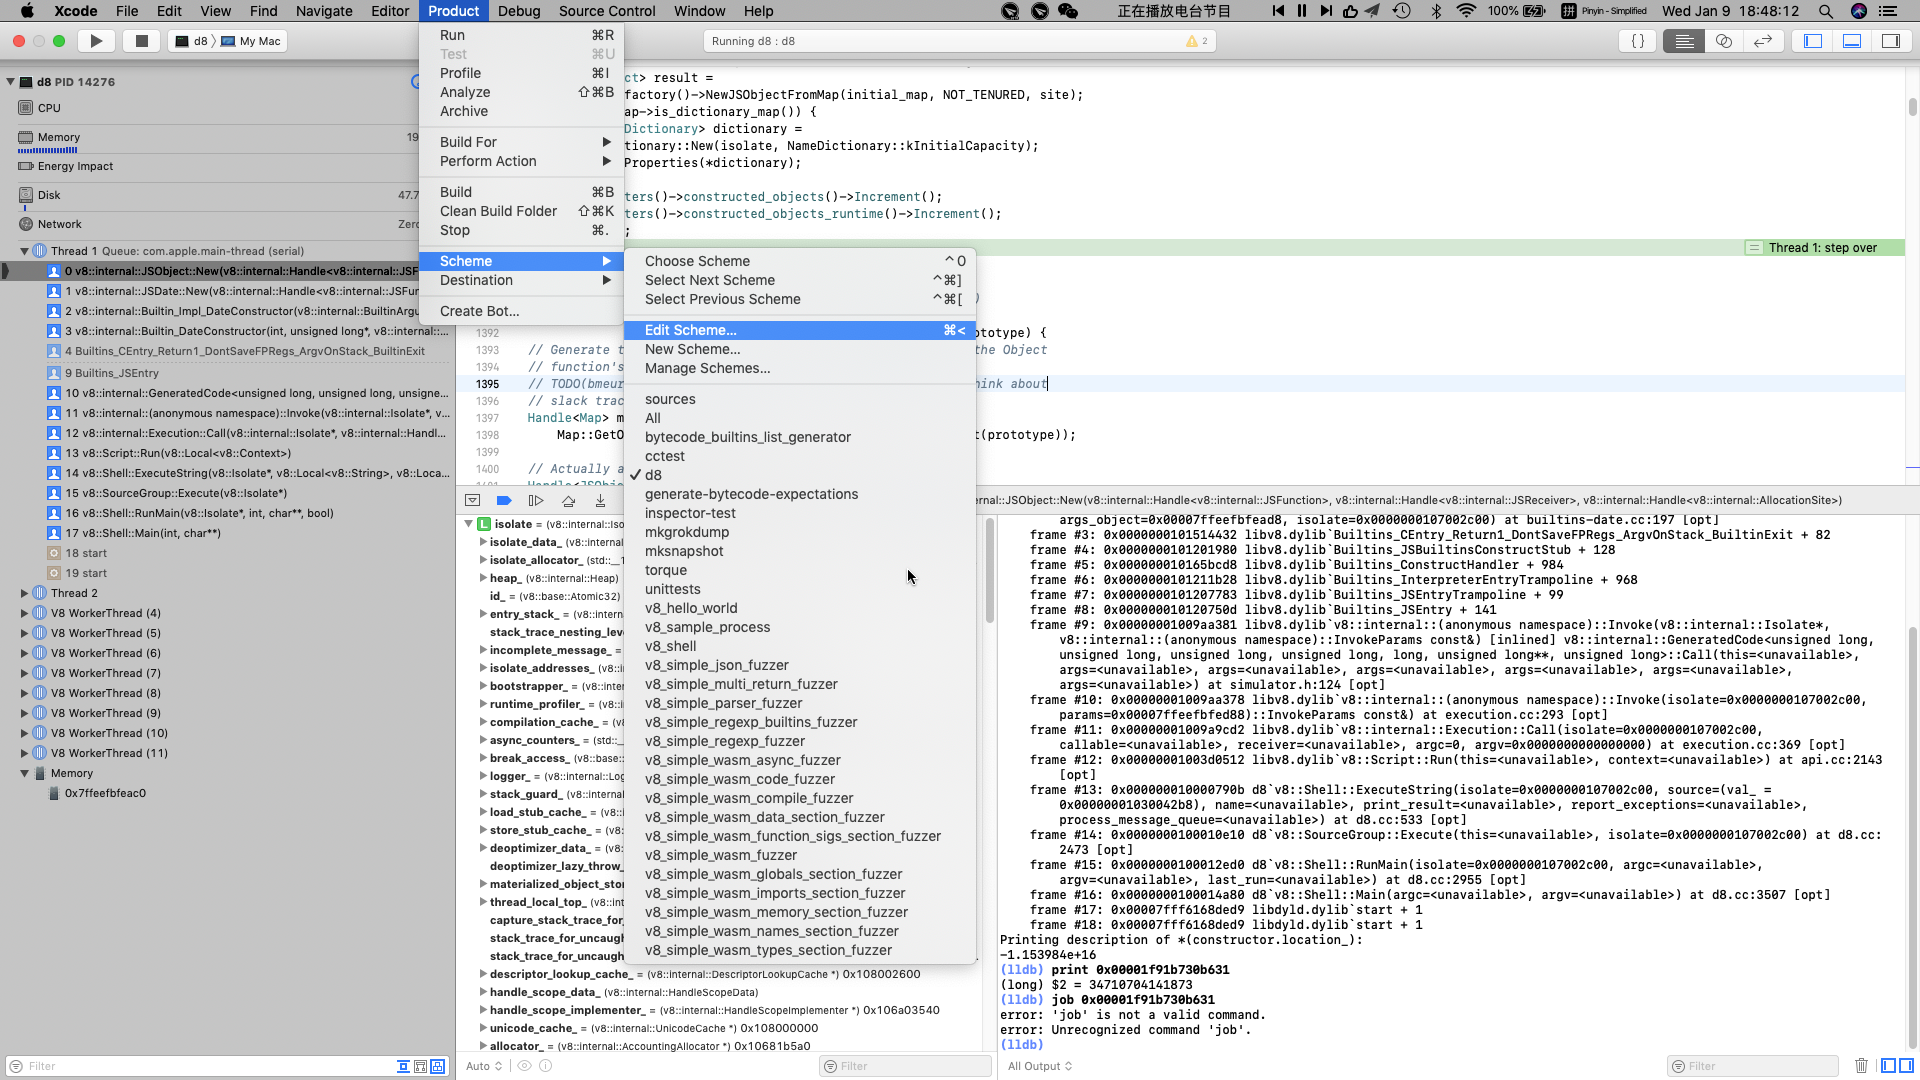 Xcode File Edit View Find Navigate Editor Product Debug Source Control Window Help
正在播放电台节目 100% Pinyin - Simplified Wed Jan 9 18:48:12
d8 My Mac
Running d8 : d8
2
d8 PID 14276
CPU
Memory 19
Energy Impact
Disk 47.7
Network Zero
Thread 1 Queue: com.apple.main-thread (serial)
0 v8::internal::JSObject::New(v8::internal::Handle<v8::internal::JSF
1 v8::internal::JSDate::New(v8::internal::Handle<v8::internal::JSFun
2 v8::internal::Builtin_Impl_DateConstructor(v8::internal::BuiltinArgu
3 v8::internal::Builtin_DateConstructor(int, unsigned long*, v8::internal::...
4 Builtins_CEntry_Return1_DontSaveFPRegs_ArgvOnStack_BuiltinExit
9 Builtins_JSEntry
10 v8::internal::GeneratedCode<unsigned long, unsigned long, unsigne...
11 v8::internal::(anonymous namespace)::Invoke(v8::internal::Isolate*, v...
12 v8::internal::Execution::Call(v8::internal::Isolate*, v8::internal::Handl...
13 v8::Script::Run(v8::Local<v8::Context>)
14 v8::Shell::ExecuteString(v8::Isolate*, v8::Local<v8::String>, v8::Loca...
15 v8::SourceGroup::Execute(v8::Isolate*)
16 v8::Shell::RunMain(v8::Isolate*, int, char**, bool)
17 v8::Shell::Main(int, char**)
18 start
19 start
Thread 2
V8 WorkerThread (4)
V8 WorkerThread (5)
V8 WorkerThread (6)
V8 WorkerThread (7)
V8 WorkerThread (8)
V8 WorkerThread (9)
V8 WorkerThread (10)
V8 WorkerThread (11)
Memory
0x7ffeefbfeac0
Filter
Run ⌘R
Test ⌘U
Profile ⌘I
Analyze ⇧⌘B
Archive
Build For
Perform Action
Build ⌘B
Clean Build Folder ⇧⌘K
Stop ⌘.
Scheme
Destination
Create Bot...
Choose Scheme ^0
Select Next Scheme ^⌘]
Select Previous Scheme ^⌘[
Edit Scheme... ⌘<
New Scheme...
Manage Schemes...
sources
All
bytecode_builtins_list_generator
cctest
✓ d8
generate-bytecode-expectations
inspector-test
mkgrokdump
mksnapshot
torque
unittests
v8_hello_world
v8_sample_process
v8_shell
v8_simple_json_fuzzer
v8_simple_multi_return_fuzzer
v8_simple_parser_fuzzer
v8_simple_regexp_builtins_fuzzer
v8_simple_regexp_fuzzer
v8_simple_wasm_async_fuzzer
v8_simple_wasm_code_fuzzer
v8_simple_wasm_compile_fuzzer
v8_simple_wasm_data_section_fuzzer
v8_simple_wasm_function_sigs_section_fuzzer
v8_simple_wasm_fuzzer
v8_simple_wasm_globals_section_fuzzer
v8_simple_wasm_imports_section_fuzzer
v8_simple_wasm_memory_section_fuzzer
v8_simple_wasm_names_section_fuzzer
v8_simple_wasm_types_section_fuzzer
ct> result =
factory()->NewJSObjectFromMap(initial_map, NOT_TENURED, site);
ap->is_dictionary_map()) {
Dictionary> dictionary =
tionary::New(isolate, NameDictionary::kInitialCapacity);
Properties(*dictionary);
ters()->constructed_objects()->Increment();
ters()->constructed_objects_runtime()->Increment();
;
Thread 1: step over
)
1392 ototype) {
1393 // Generate t the Object
1394 // function's
1395 // TODO(bmeur hink about
1396 // slack trac
1397 Handle<Map> m
1398 Map::GetO t(prototype));
1399
1400 // Actually a
1401 Handle<JSObje
ernal::JSObject::New(v8::internal::Handle<v8::internal::JSFunction>, v8::internal::Handle<v8::internal::JSReceiver>, v8::internal::Handle<v8::internal::AllocationSite>)
L isolate = (v8::internal::Iso
isolate_data_ (v8::interna
isolate_allocator_ (std::__1
heap_ (v8::internal::Heap)
id_ = (v8::base::Atomic32)
entry_stack_ = (v8::intern
stack_trace_nesting_leve
incomplete_message_ =
isolate_addresses_ (v8::i
bootstrapper_ = (v8::inter
runtime_profiler_ = (v8::i
compilation_cache_ = (v
async_counters_ = (std::_
break_access_ (v8::base::
logger_ = (v8::internal::Log
stack_guard_ (v8::internal
load_stub_cache_ = (v8::
store_stub_cache_ = (v8
deoptimizer_data_ = (v8:
deoptimizer_lazy_throw_
materialized_object_stor
thread_local_top_ (v8::int
capture_stack_trace_for_
stack_trace_for_uncaugh
stack_trace_for_uncaugh
descriptor_lookup_cache_ = (v8::internal::DescriptorLookupCache *) 0x108002600
handle_scope_data_ (v8::internal::HandleScopeData)
handle_scope_implementer_ = (v8::internal::HandleScopeImplementer *) 0x106a03540
unicode_cache_ = (v8::internal::UnicodeCache *) 0x108000000
allocator_ = (v8::internal::AccountingAllocator *) 0x10681b5a0
Auto
Filter
args_object=0x00007ffeefbfead8, isolate=0x0000000107002c00) at builtins-date.cc:197 [opt]
frame #3: 0x0000000101514432 libv8.dylib`Builtins_CEntry_Return1_DontSaveFPRegs_ArgvOnStack_BuiltinExit + 82
frame #4: 0x0000000101201980 libv8.dylib`Builtins_JSBuiltinsConstructStub + 128
frame #5: 0x000000010165bcd8 libv8.dylib`Builtins_ConstructHandler + 984
frame #6: 0x0000000101211b28 libv8.dylib`Builtins_InterpreterEntryTrampoline + 968
frame #7: 0x0000000101207783 libv8.dylib`Builtins_JSEntryTrampoline + 99
frame #8: 0x000000010120750d libv8.dylib`Builtins_JSEntry + 141
frame #9: 0x00000001009aa381 libv8.dylib`v8::internal::(anonymous namespace)::Invoke(v8::internal::Isolate*,
v8::internal::(anonymous namespace)::InvokeParams const&) [inlined] v8::internal::GeneratedCode<unsigned long,
unsigned long, unsigned long, unsigned long, long, unsigned long**, unsigned long>::Call(this=<unavailable>,
args=<unavailable>, args=<unavailable>, args=<unavailable>, args=<unavailable>,
args=<unavailable>) at simulator.h:124 [opt]
frame #10: 0x00000001009aa378 libv8.dylib`v8::internal::(anonymous namespace)::Invoke(isolate=0x0000000107002c00,
params=0x00007ffeefbfed88)::InvokeParams const&) at execution.cc:293 [opt]
frame #11: 0x00000001009a9cd2 libv8.dylib`v8::internal::Execution::Call(isolate=0x0000000107002c00,
callable=<unavailable>, receiver=<unavailable>, argc=0, argv=0x0000000000000000) at execution.cc:369 [opt]
frame #12: 0x00000001003d0512 libv8.dylib`v8::Script::Run(this=<unavailable>, context=<unavailable>) at api.cc:2143
[opt]
frame #13: 0x000000010000790b d8`v8::Shell::ExecuteString(isolate=0x0000000107002c00, source=(val_ =
0x00000001030042b8), name=<unavailable>, print_result=<unavailable>, report_exceptions=<unavailable>,
process_message_queue=<unavailable>) at d8.cc:533 [opt]
frame #14: 0x0000000100010e10 d8`v8::SourceGroup::Execute(this=<unavailable>, isolate=0x0000000107002c00) at d8.cc:
2473 [opt]
frame #15: 0x0000000100012ed0 d8`v8::Shell::RunMain(isolate=0x0000000107002c00, argc=<unavailable>,
argv=<unavailable>, last_run=<unavailable>) at d8.cc:2955 [opt]
frame #16: 0x0000000100014a80 d8`v8::Shell::Main(argc=<unavailable>, argv=<unavailable>) at d8.cc:3507 [opt]
frame #17: 0x00007fff6168ded9 libdyld.dylib`start + 1
frame #18: 0x00007fff6168ded9 libdyld.dylib`start + 1
Printing description of *(constructor.location_):
-1.153984e+16
(lldb) print 0x00001f91b730b631
(long) $2 = 34710704141873
(lldb) job 0x00001f91b730b631
error: 'job' is not a valid command.
error: Unrecognized command 'job'.
(lldb)
All Output
Filter